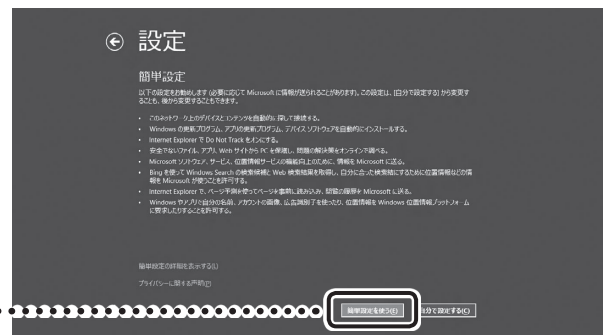 設定
簡単設定
以下の設定をお勧めします (必要に応じて Microsoft に情報が送られることがあります)。この設定は、[自分で設定する] から変更す
ることも、後から変更することもできます。
・ このネットワーク上のデバイスとコンテンツを自動的に探して接続する。
・ Windows の更新プログラム、アプリの更新プログラム、デバイス ソフトウェアを自動的にインストールする。
・ Internet Explorer で Do Not Track をオンにする。
・ 安全でないファイル、アプリ、Web サイトから PC を保護し、問題の解決策をオンラインで調べる。
・ Microsoft ソフトウェア、サービス、位置情報サービスの機能向上のために、情報を Microsoft に送る。
・ Bing を使って Windows Search の検索候補と Web 検索結果を取得し、自分に合った検索結果にするために位置情報などの情
報を Microsoft が使うことを許可する。
・ Internet Explorer で、ページ予測を使ってページを事前に読み込み、閲覧の履歴を Microsoft に送る。
・ Windows やアプリで自分の名前、アカウントの画像、広告識別子を使ったり、位置情報を Windows 位置情報プラットフォーム
に要求したりすることを許可する。
簡単設定の詳細を表示する(L)
プライバシーに関する声明(P)
簡単設定を使う(E)
自分で設定する(C)